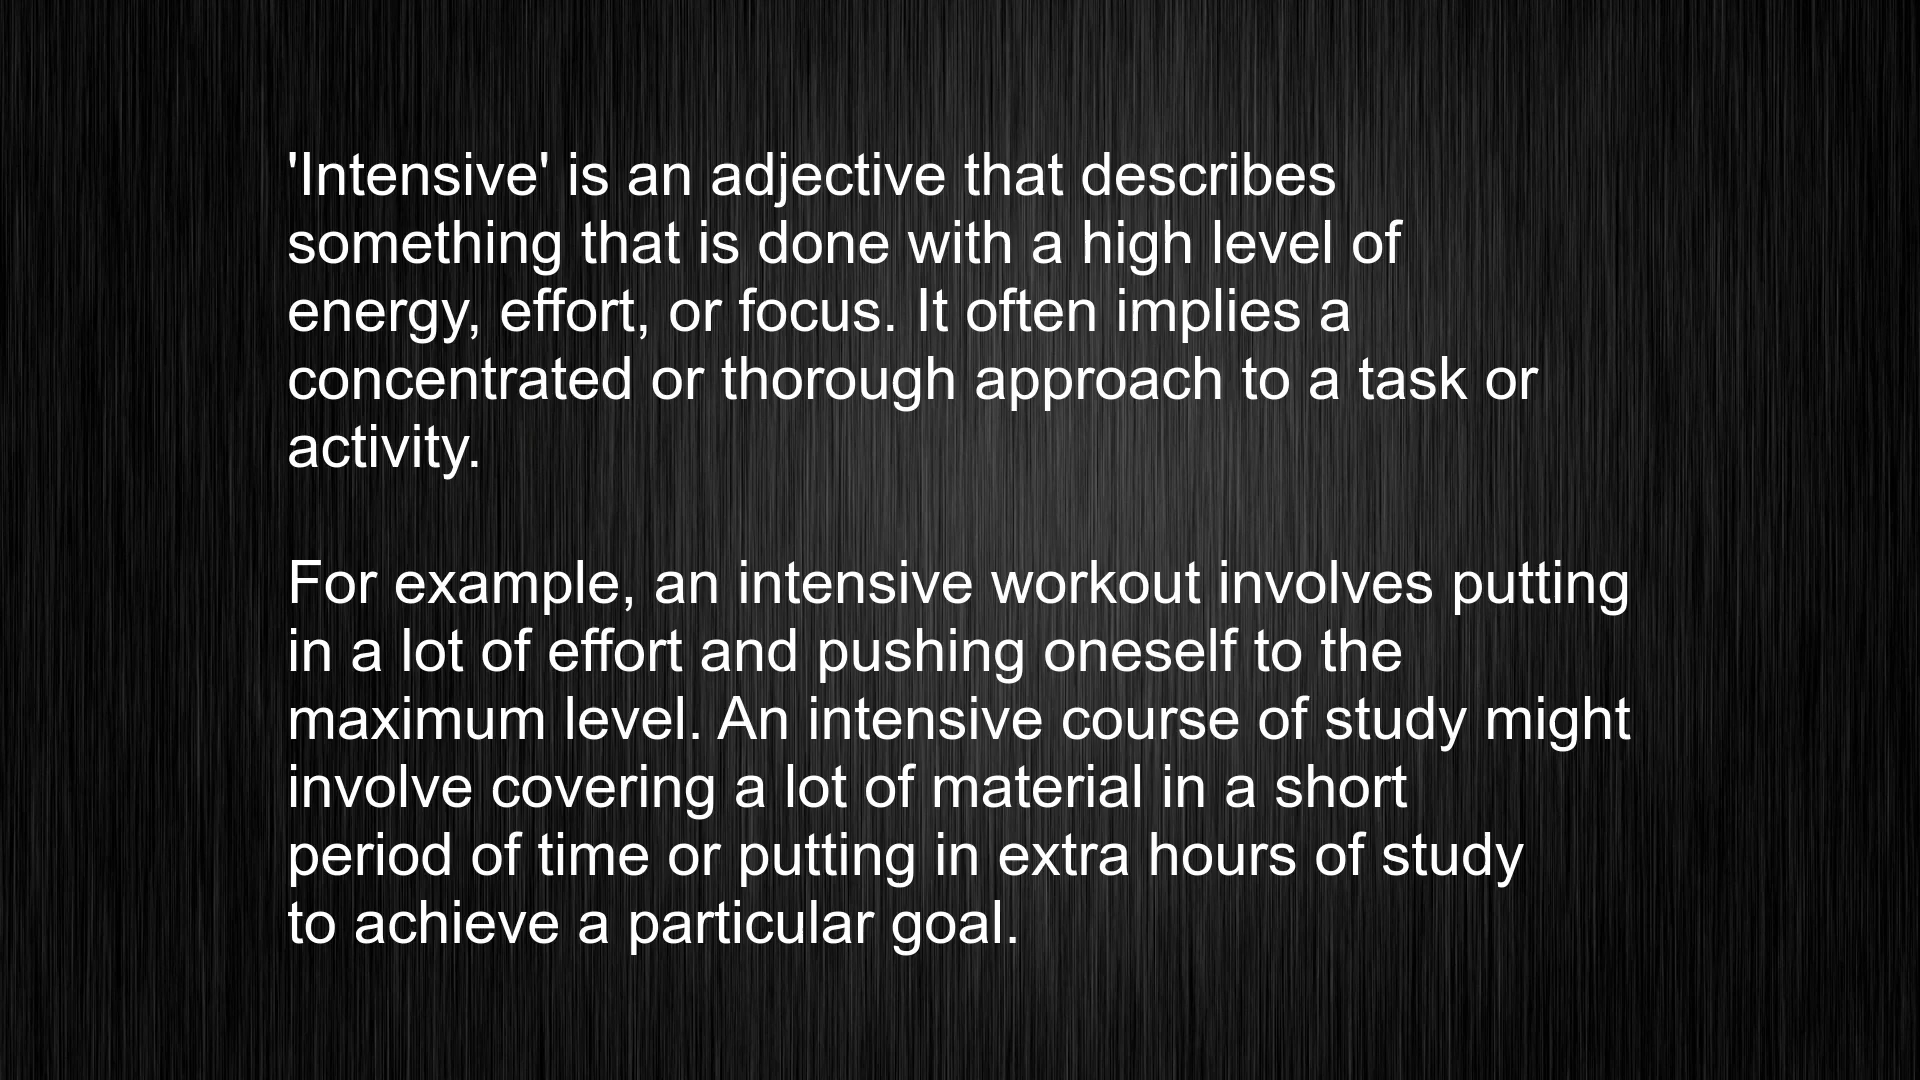 'Intensive' is an adjective that describes
something that is done with a high level of
energy, effort, or focus. It often implies a
concentrated or thorough approach to a task or
activity.
For example, an intensive workout involves putting
in a lot of effort and pushing oneself to the
maximum level. An intensive course of study might
involve covering a lot of material in a short
period of time or putting in extra hours of study
to achieve a particular goal.